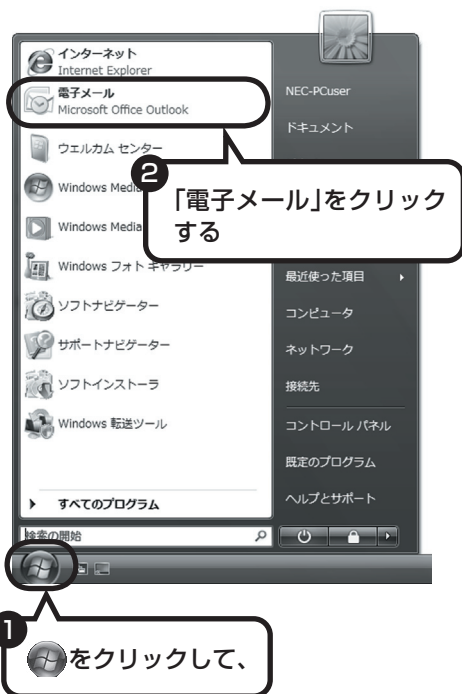 インターネット
Internet Explorer
電子メール
Microsoft Office Outlook
ウェルカム センター
Windows
Windows
Windows フォト ギャラリー
ソフトナビゲーター
サポートナビゲーター
ソフトインストーラ
Windows 転送ツール
すべてのプログラム
検索の開始
NEC-PCuser
ドキュメント
最近使った項目
コンピュータ
ネットワーク
接続先
コントロール パネル
既定のプログラム
ヘルプとサポート
2
「電子メール」をクリック
する
1
をクリックして、